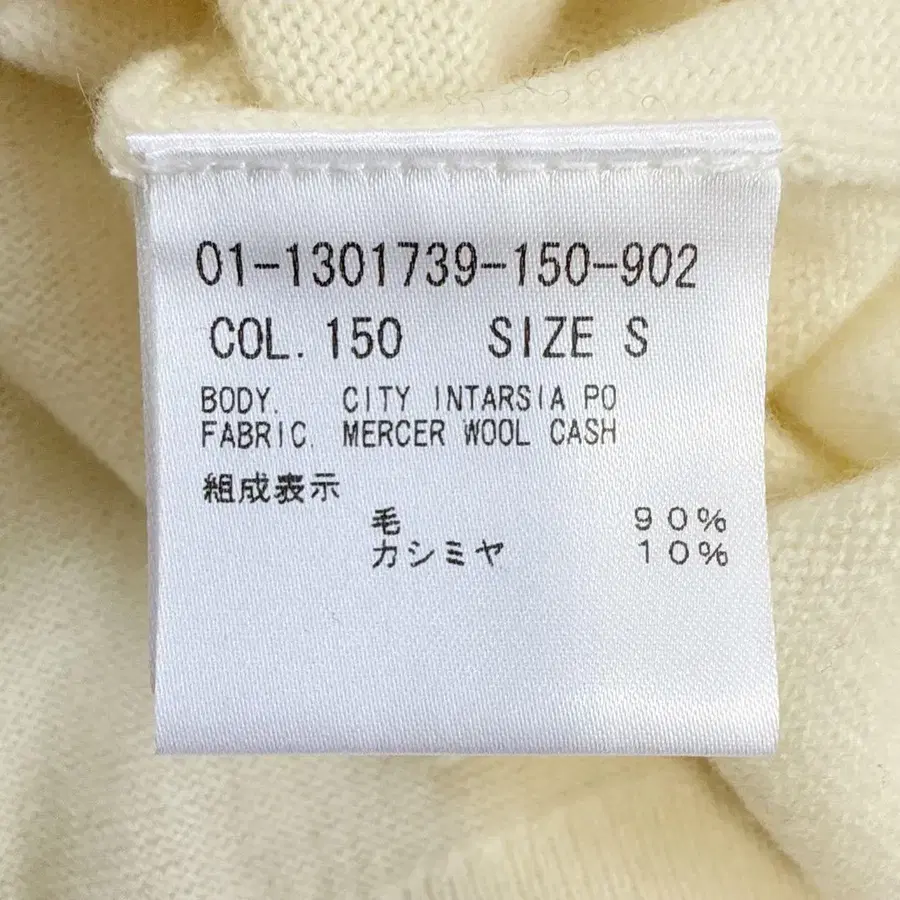 01-1301739-150-902
COL. 150 SIZE S
BODY. CITY INTARSIA PO
FABRIC. MERCER WOOL CASH
組成表示
毛 90%
カシミヤ 10%